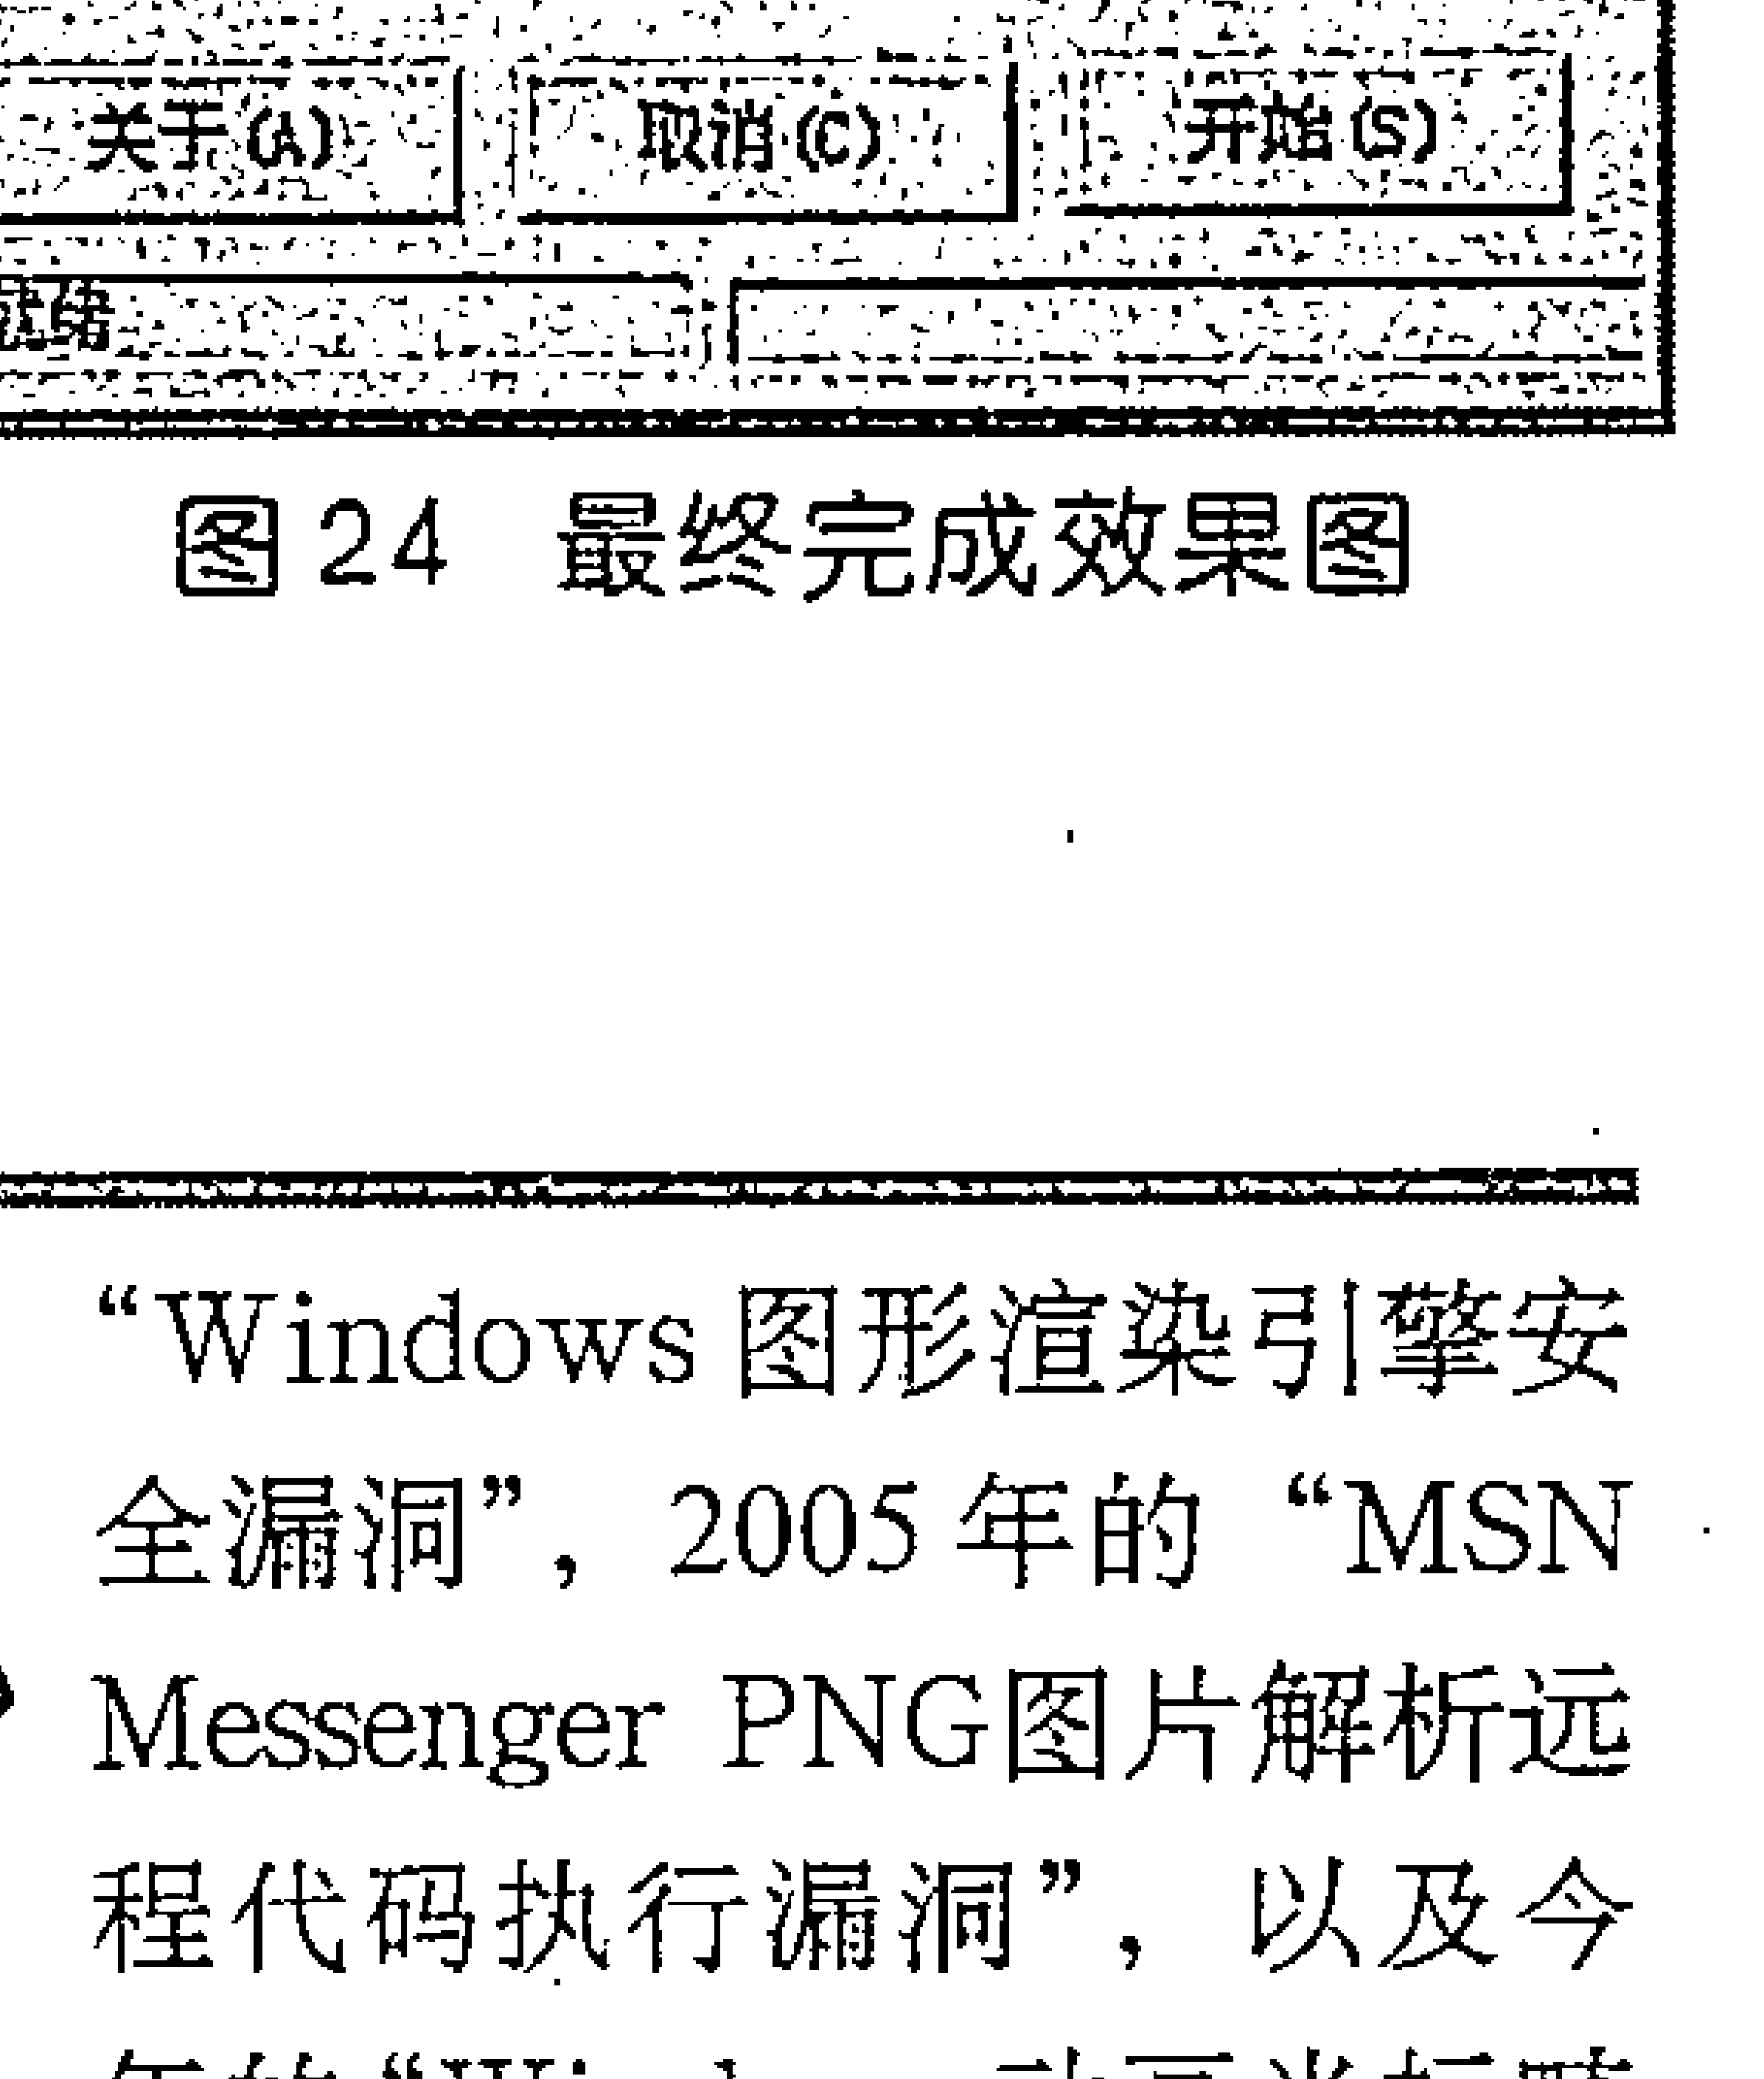 关于(A) 取消(C) 开始(S)
就绪
图 24 最终完成效果图
“Windows 图形渲染引擎安
全漏洞”，2005 年的 “MSN
Messenger PNG图片解析远
程代码执行漏洞”，以及今